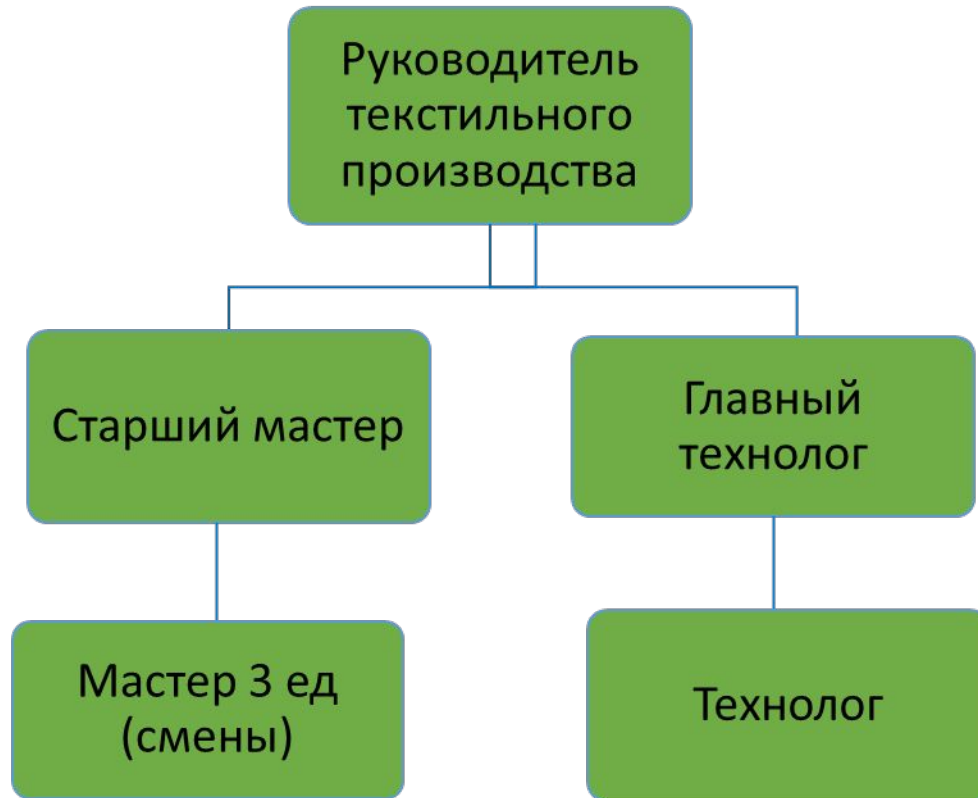 Руководитель
текстильного
производства
Старший мастер
Главный
технолог
Мастер 3 ед
(смены)
Технолог